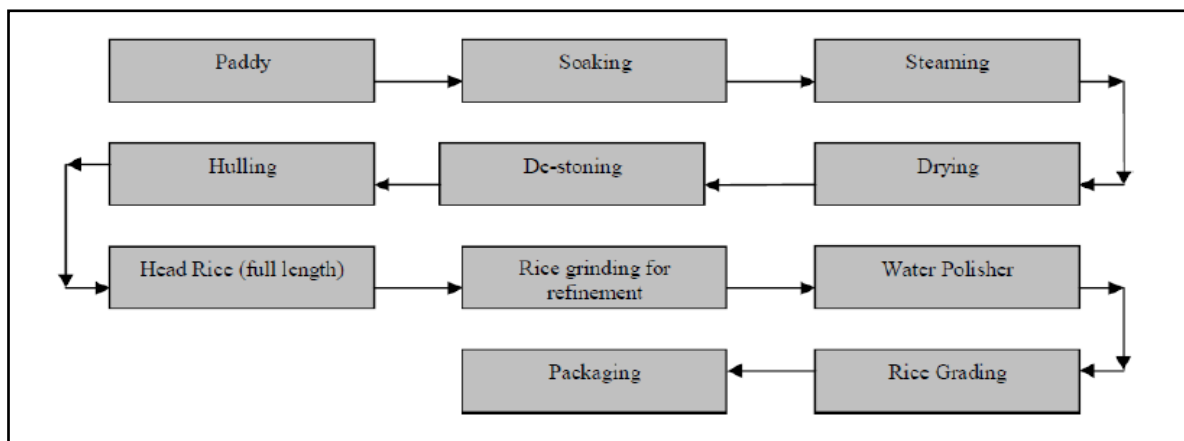 Paddy
Soaking
Steaming
Hulling
De-stoning
Drying
Head Rice (full length)
Rice grinding for
refinement
Water Polisher
Packaging
Rice Grading